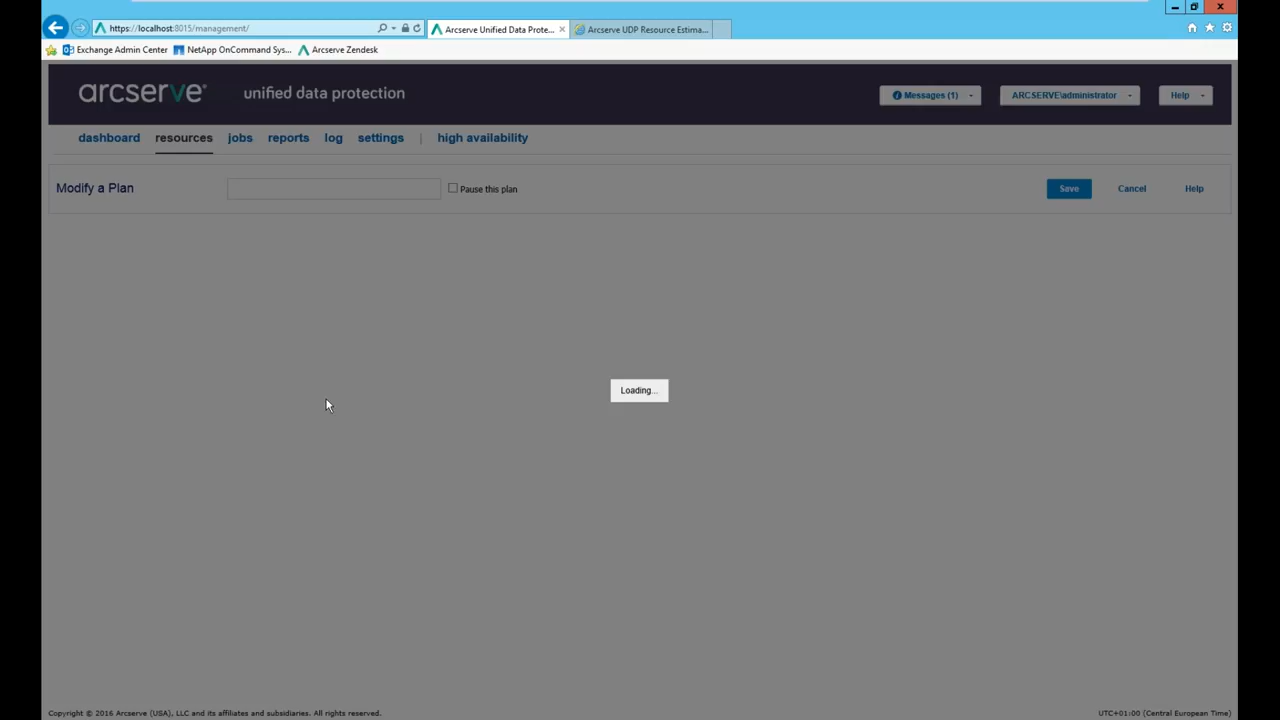 https://localhost:8015/management/
Arcserve Unified Data Prote...
Arcserve UDP Resource Estima...
Exchange Admin Center
NetApp OnCommand Sys...
Arcserve Zendesk
arcserve®
unified data protection
Messages (1)
ARCSERVE\administrator
Help
dashboard
resources
jobs
reports
log
settings
|
high availability
Modify a Plan
Pause this plan
Save
Cancel
Help
Loading...
Copyright © 2016 Arcserve (USA), LLC and its affiliates and subsidiaries. All rights reserved.
UTC+01:00 (Central European Time)